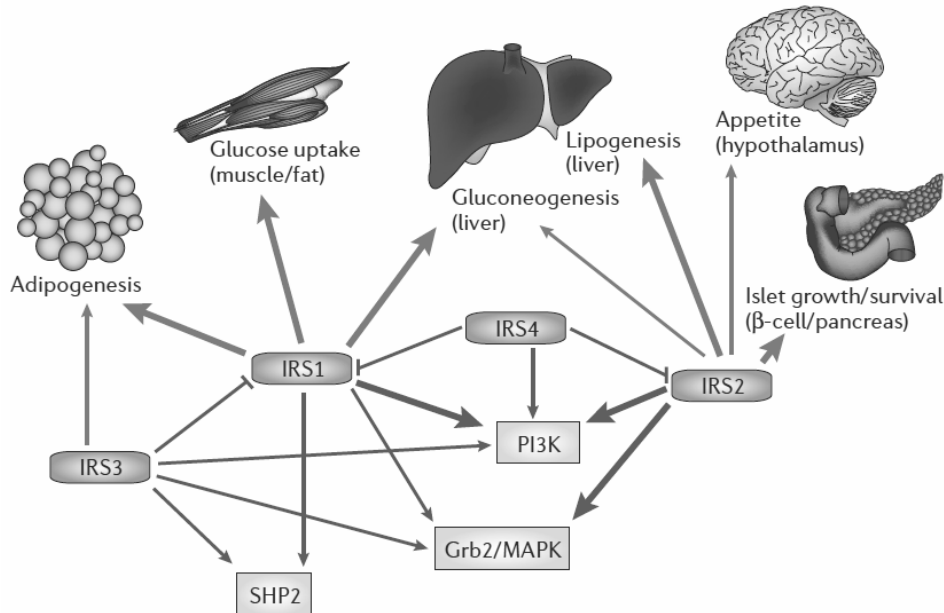 Glucose uptake
(muscle/fat)
Lipogenesis
(liver)
Appetite
(hypothalamus)
Gluconeogenesis
(liver)
Adipogenesis
Islet growth/survival
(β-cell/pancreas)
IRS4
IRS1
IRS2
PI3K
IRS3
Grb2/MAPK
SHP2